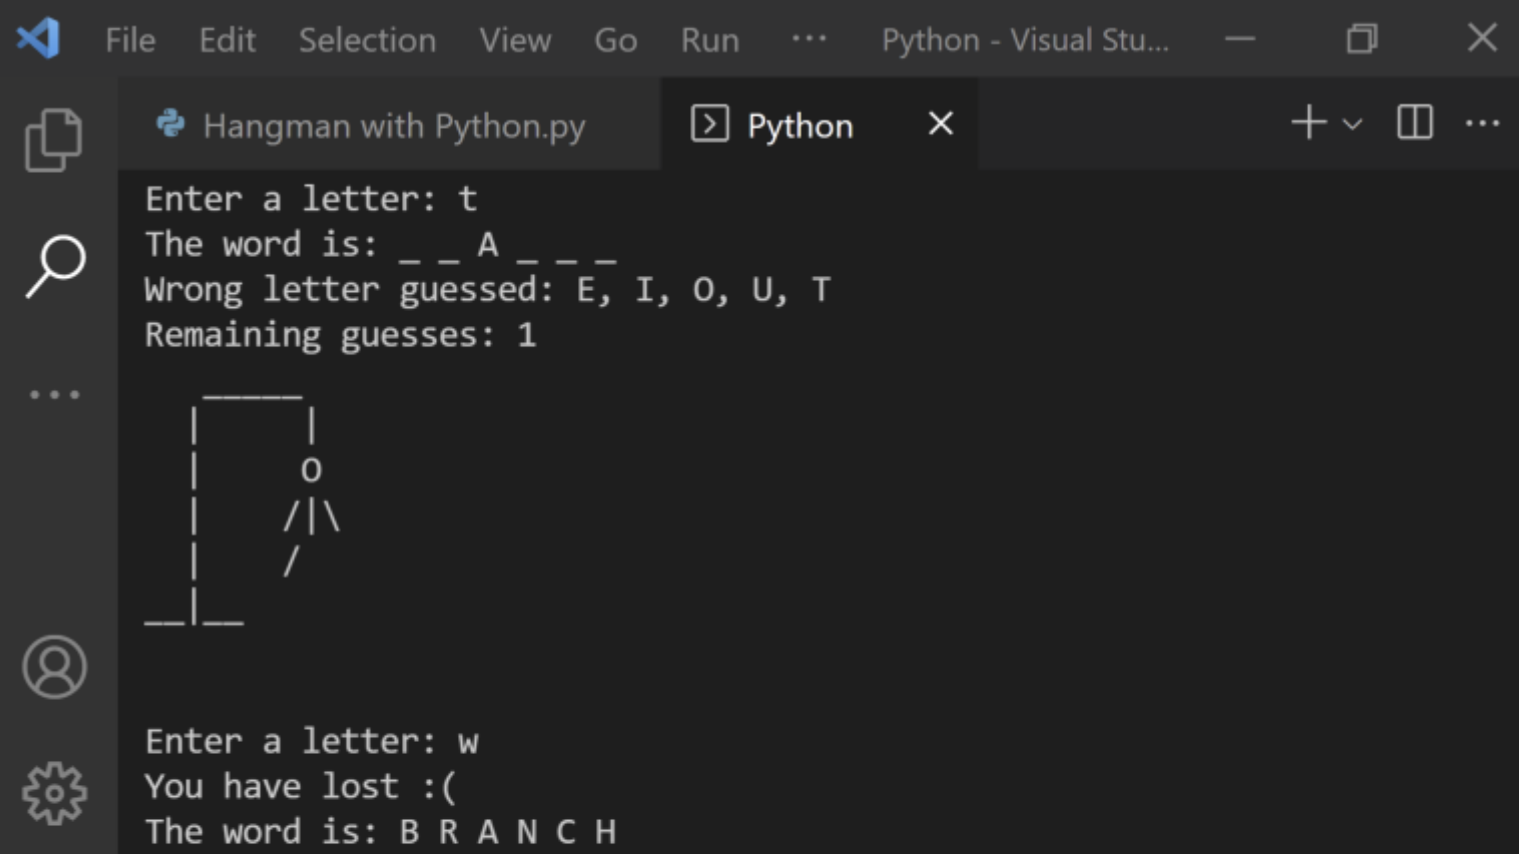 File Edit Selection View Go Run ··· Python - Visual Stu...
Hangman with Python.py Python
Enter a letter: t
The word is: _ _ A _ _ _
Wrong letter guessed: E, I, O, U, T
Remaining guesses: 1
   _____
  |     |
  |     O
  |    /|\
  |    /
__|__
Enter a letter: w
You have lost :(
The word is: B R A N C H